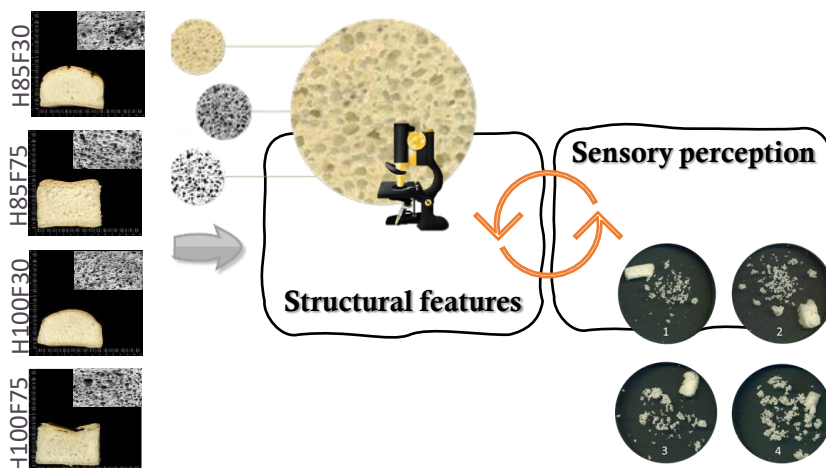 H85F30
H85F75
H100F30
H100F75
Structural features
Sensory perception
1
2
3
4